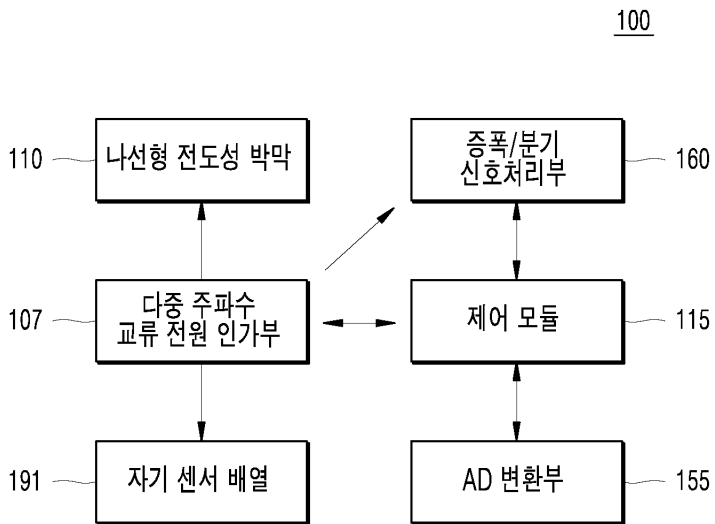 100
110
나선형 전도성 박막
증폭/분기
신호처리부
160
107
다중 주파수
교류 전원 인가부
제어 모듈
115
191
자기 센서 배열
AD 변환부
155